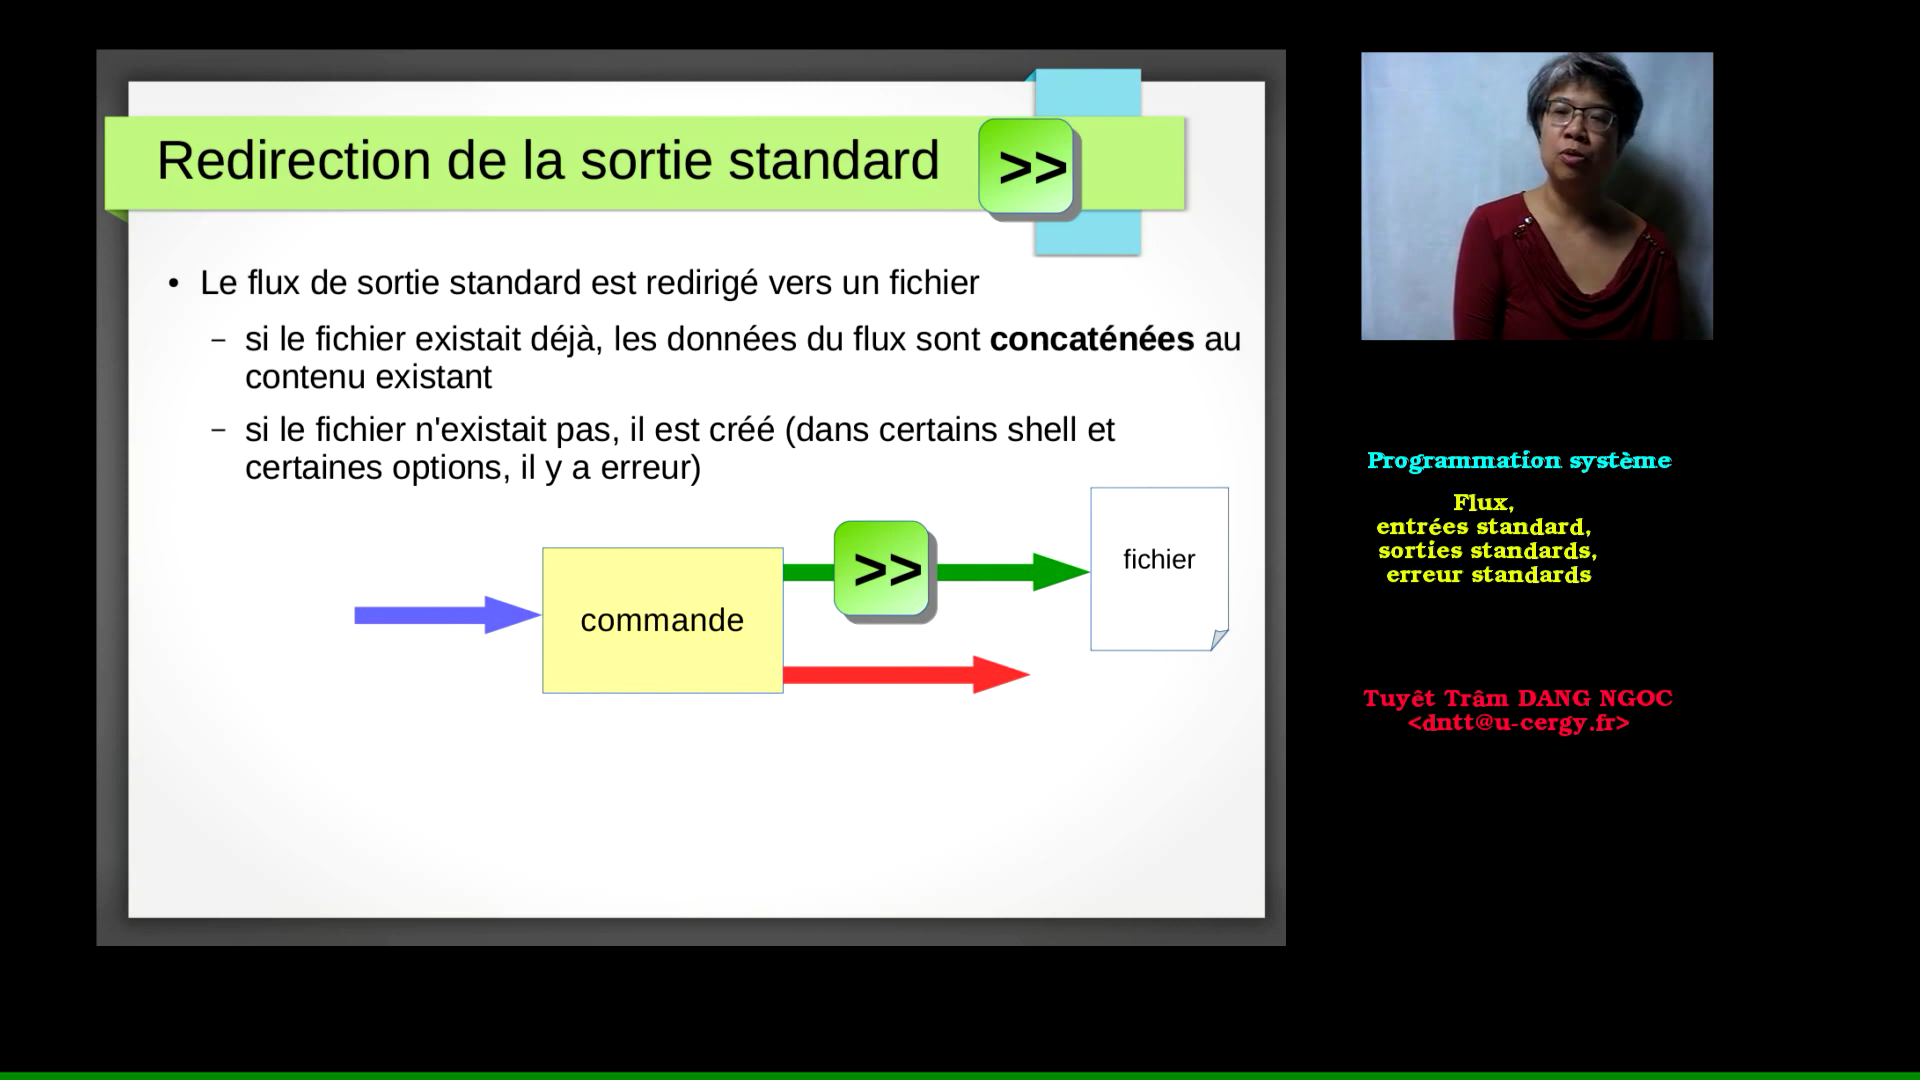 Redirection de la sortie standard >>
• Le flux de sortie standard est redirigé vers un fichier
– si le fichier existait déjà, les données du flux sont concaténées au
contenu existant
– si le fichier n'existait pas, il est créé (dans certains shell et
certaines options, il y a erreur)
>>
fichier
commande
Programmation système
Flux,
entrées standard,
sorties standards,
erreur standards
Tuyêt Trâm DANG NGOC
<dntt@u-cergy.fr>